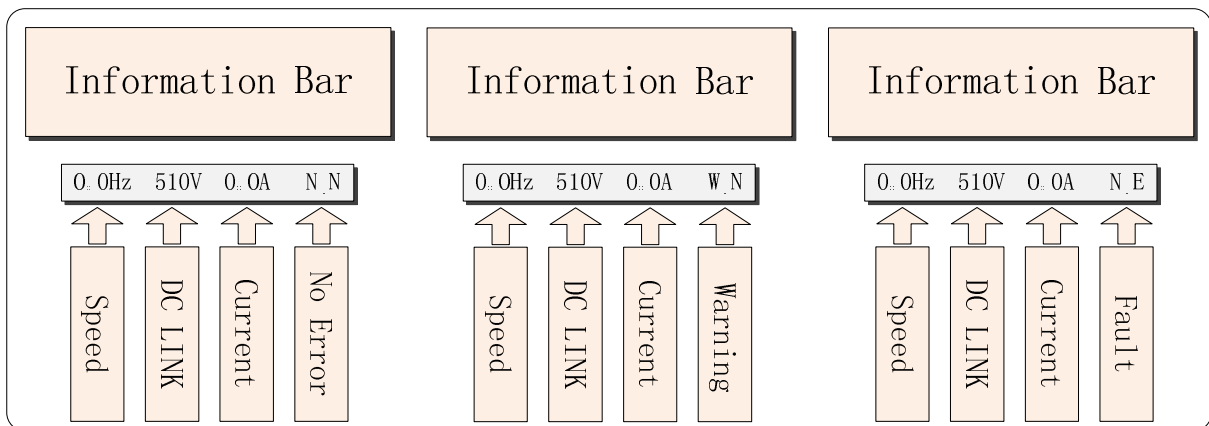 Information Bar
0.0Hz 510V 0.0A N.N
Speed
DC LINK
Current
No Error
Information Bar
0.0Hz 510V 0.0A W.N
Speed
DC LINK
Current
Warning
Information Bar
0.0Hz 510V 0.0A N.E
Speed
DC LINK
Current
Fault